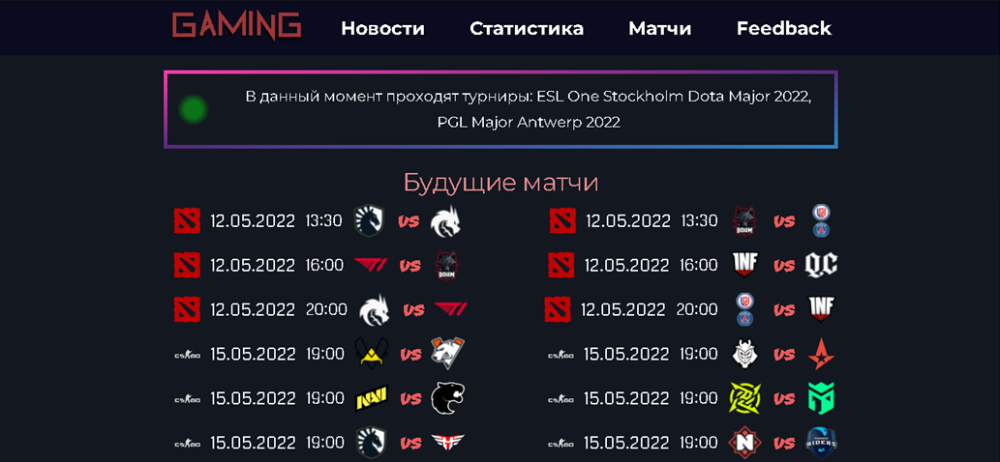 GAMING Новости Статистика Матчи Feedback
В данный момент проходят турниры: ESL One Stockholm Dota Major 2022,
PGL Major Antwerp 2022
Будущие матчи
12.05.2022 13:30 vs 12.05.2022 13:30 BOOM vs
12.05.2022 16:00 vs BOOM 12.05.2022 16:00 INF vs QC
12.05.2022 20:00 vs 12.05.2022 20:00 vs INF
CS:GO 15.05.2022 19:00 vs CS:GO 15.05.2022 19:00 vs
CS:GO 15.05.2022 19:00 NAVI vs CS:GO 15.05.2022 19:00 vs
CS:GO 15.05.2022 19:00 vs CS:GO 15.05.2022 19:00 N vs RIDERS